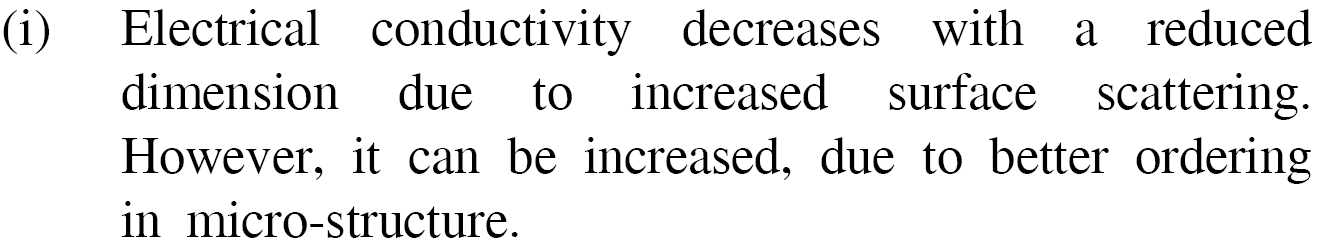 (i) Electrical conductivity decreases with a reduced
dimension due to increased surface scattering.
However, it can be increased, due to better ordering
in micro-structure.